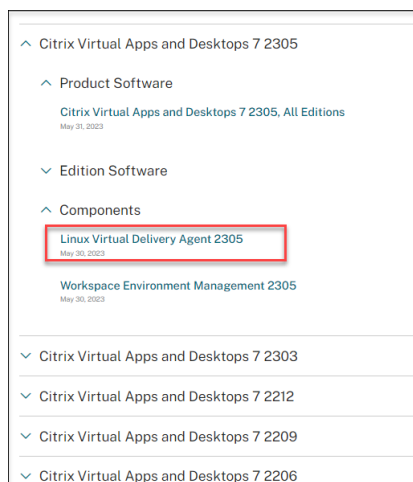 Citrix Virtual Apps and Desktops 7 2305
Product Software
Citrix Virtual Apps and Desktops 7 2305, All Editions
May 31, 2023
Edition Software
Components
Linux Virtual Delivery Agent 2305
May 30, 2023
Workspace Environment Management 2305
May 30, 2023
Citrix Virtual Apps and Desktops 7 2303
Citrix Virtual Apps and Desktops 7 2212
Citrix Virtual Apps and Desktops 7 2209
Citrix Virtual Apps and Desktops 7 2206